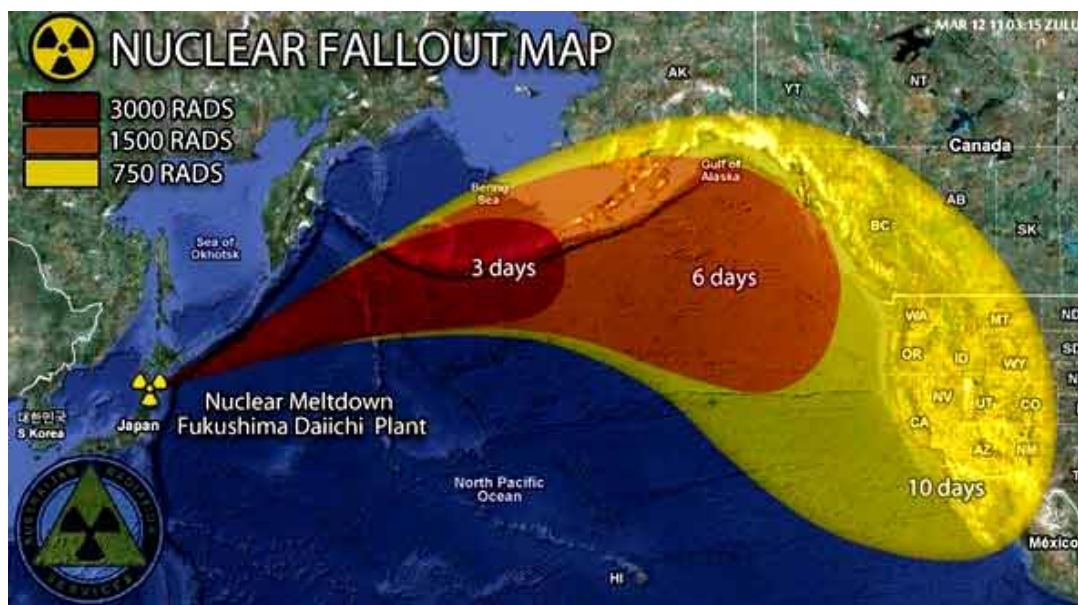 MAR 12 11:03:15 ZULU
NUCLEAR FALLOUT MAP
3000 RADS
1500 RADS
750 RADS
AK
YT
NT
Canada
Bering
Sea
Gulf of
Alaska
Sea of
Okhotsk
AB
BC
SK
3 days
6 days
WA
MT
ND
OR
ID
WY
SD
NV
UT
CO
CA
AZ
NM
대한민국
S Korea
Japan
Nuclear Meltdown
Fukushima Daiichi Plant
North Pacific
Ocean
10 days
HI
México
AUSTRALIAN RADIATION
SERVICES